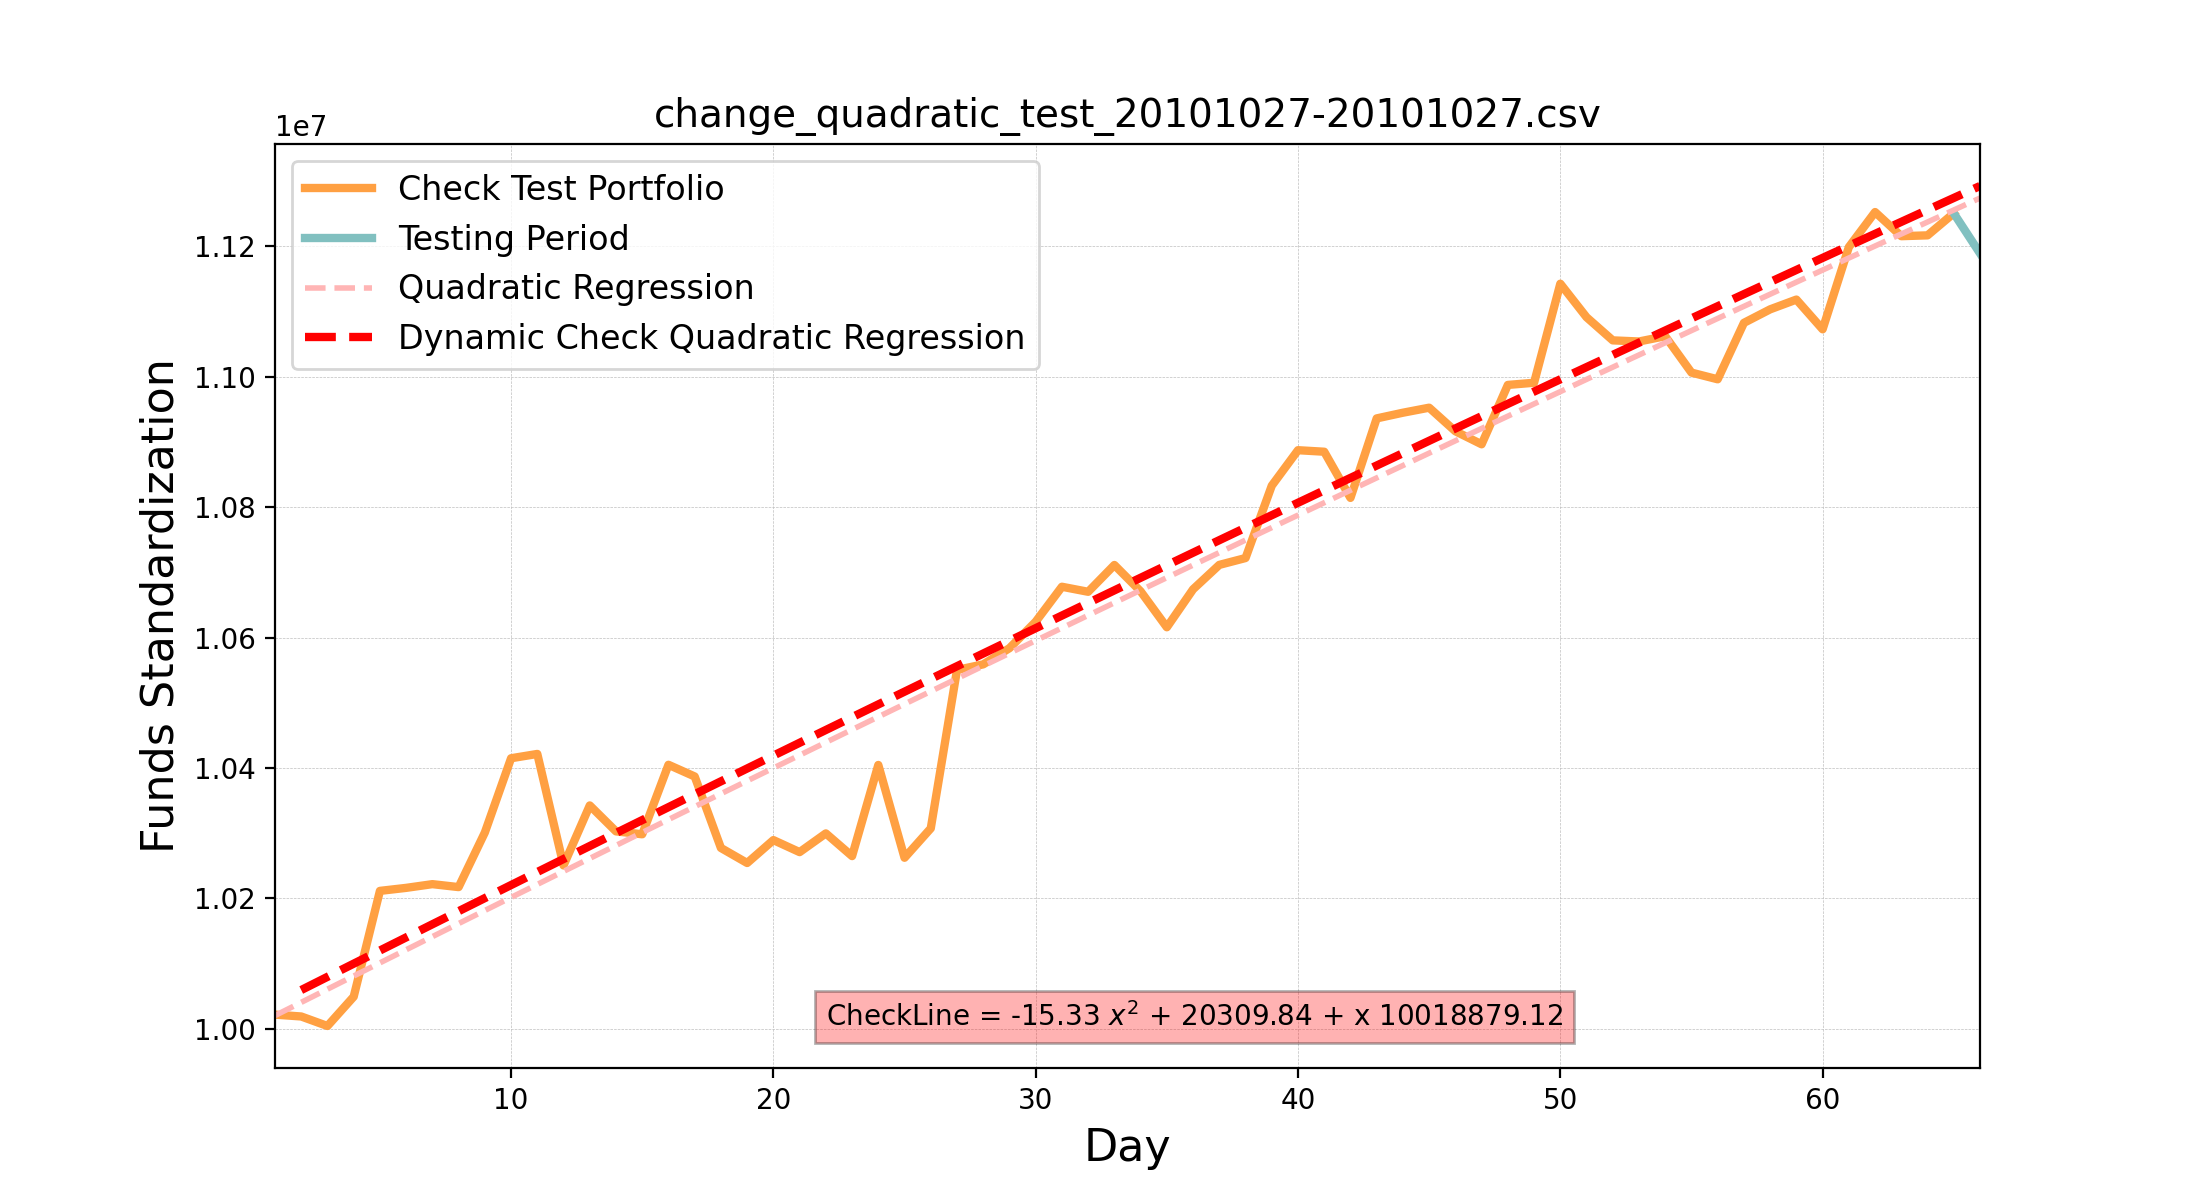 change_quadratic_test_20101027-20101027.csv
1e7
Check Test Portfolio
Testing Period
Quadratic Regression
Dynamic Check Quadratic Regression
Funds Standardization
1.12
1.10
1.08
1.06
1.04
1.02
1.00
CheckLine = -15.33 x² + 20309.84 + x 10018879.12
10 20 30 40 50 60
Day